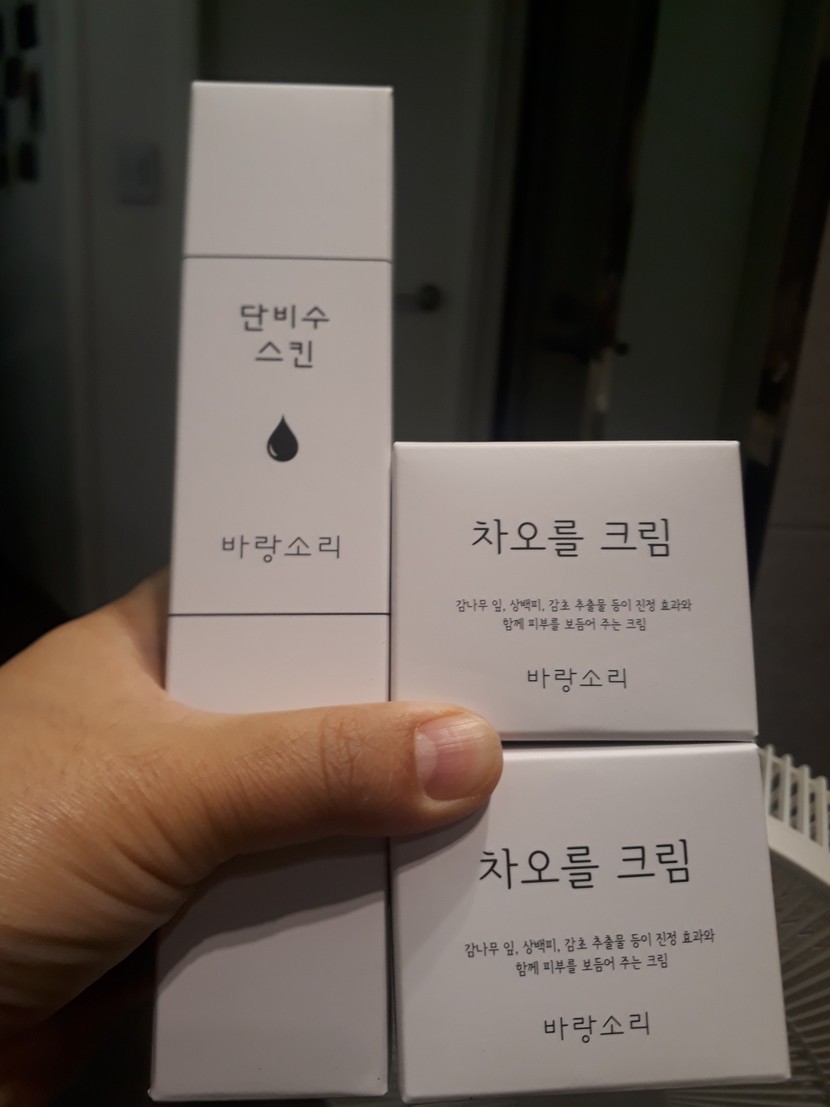 단비수
스킨
바랑소리
차오를 크림
감나무 잎, 상백피, 감초 추출물 등이 진정 효과와
함께 피부를 보듬어 주는 크림
바랑소리
차오를 크림
감나무 잎, 상백피, 감초 추출물 등이 진정 효과와
함께 피부를 보듬어 주는 크림
바랑소리